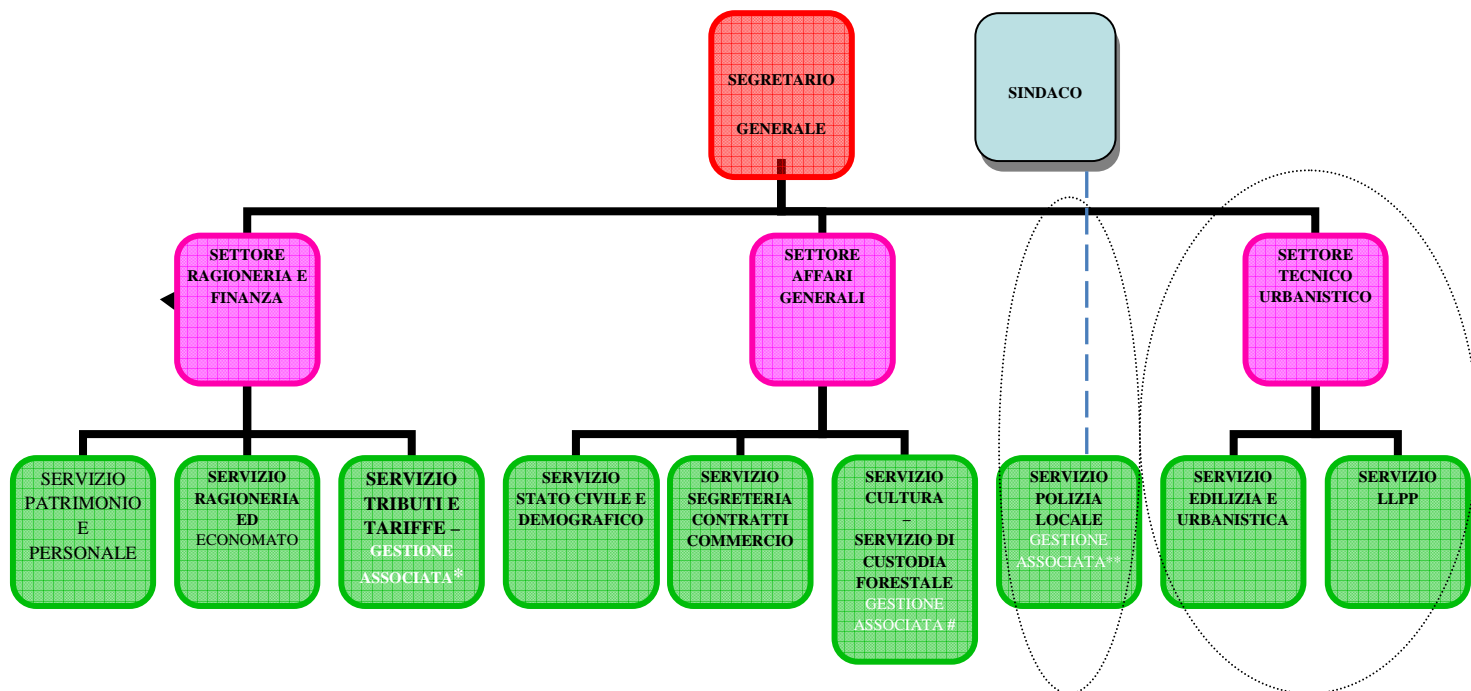 SEGRETARIO
GENERALE
SINDACO
SETTORE
RAGIONERIA E
FINANZA
SETTORE
AFFARI
GENERALI
SETTORE
TECNICO
URBANISTICO
SERVIZIO
PATRIMONIO
E
PERSONALE
SERVIZIO
RAGIONERIA
ED
ECONOMATO
SERVIZIO
TRIBUTI E
TARIFFE –
GESTIONE
ASSOCIATA*
SERVIZIO
STATO CIVILE E
DEMOGRAFICO
SERVIZIO
SEGRETERIA
CONTRATTI
COMMERCIO
SERVIZIO
CULTURA
–
SERVIZIO DI
CUSTODIA
FORESTALE
GESTIONE
ASSOCIATA #
SERVIZIO
POLIZIA
LOCALE
GESTIONE
ASSOCIATA**
SERVIZIO
EDILIZIA E
URBANISTICA
SERVIZIO
LLPP